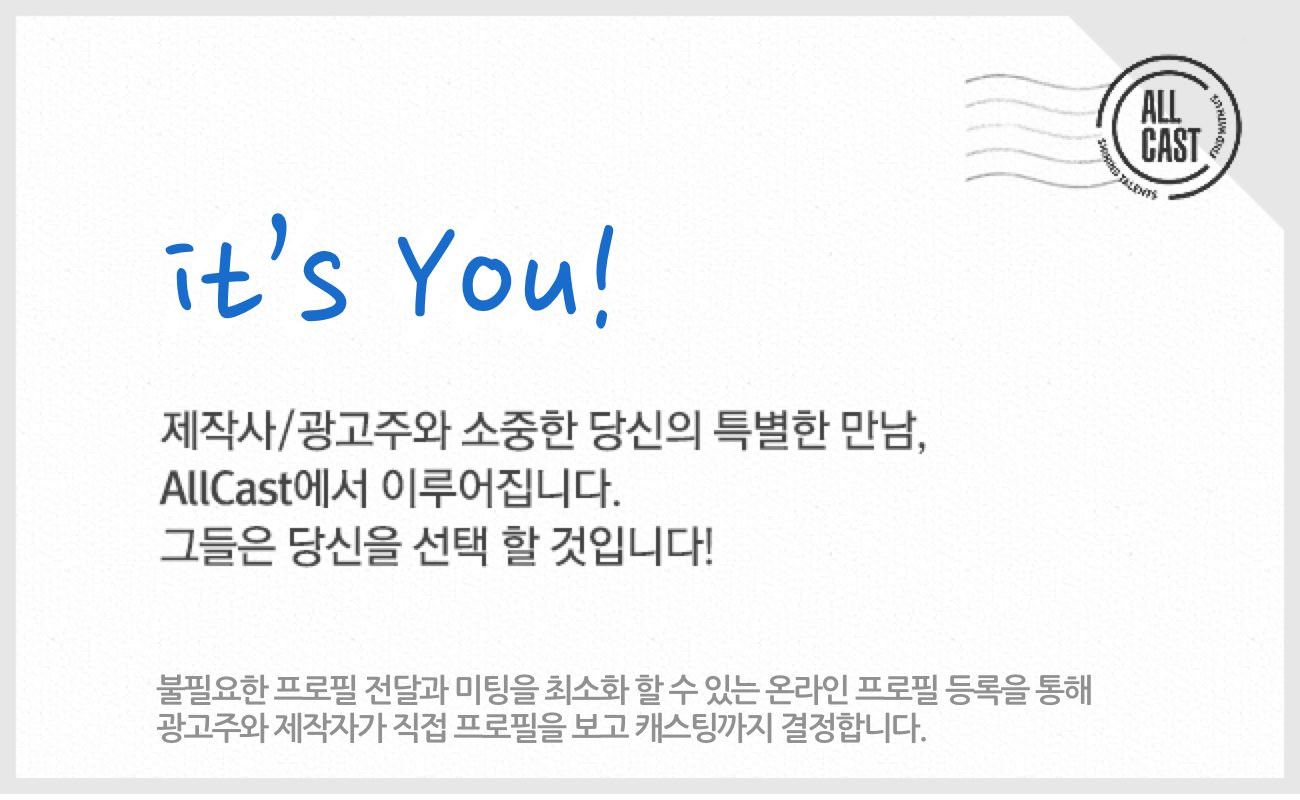 ALL
CAST
SHARING TALENTS
it's You!
제작사/광고주와 소중한 당신의 특별한 만남,
AllCast에서 이루어집니다.
그들은 당신을 선택 할 것입니다!
불필요한 프로필 전달과 미팅을 최소화 할 수 있는 온라인 프로필 등록을 통해
광고주와 제작자가 직접 프로필을 보고 캐스팅까지 결정합니다.